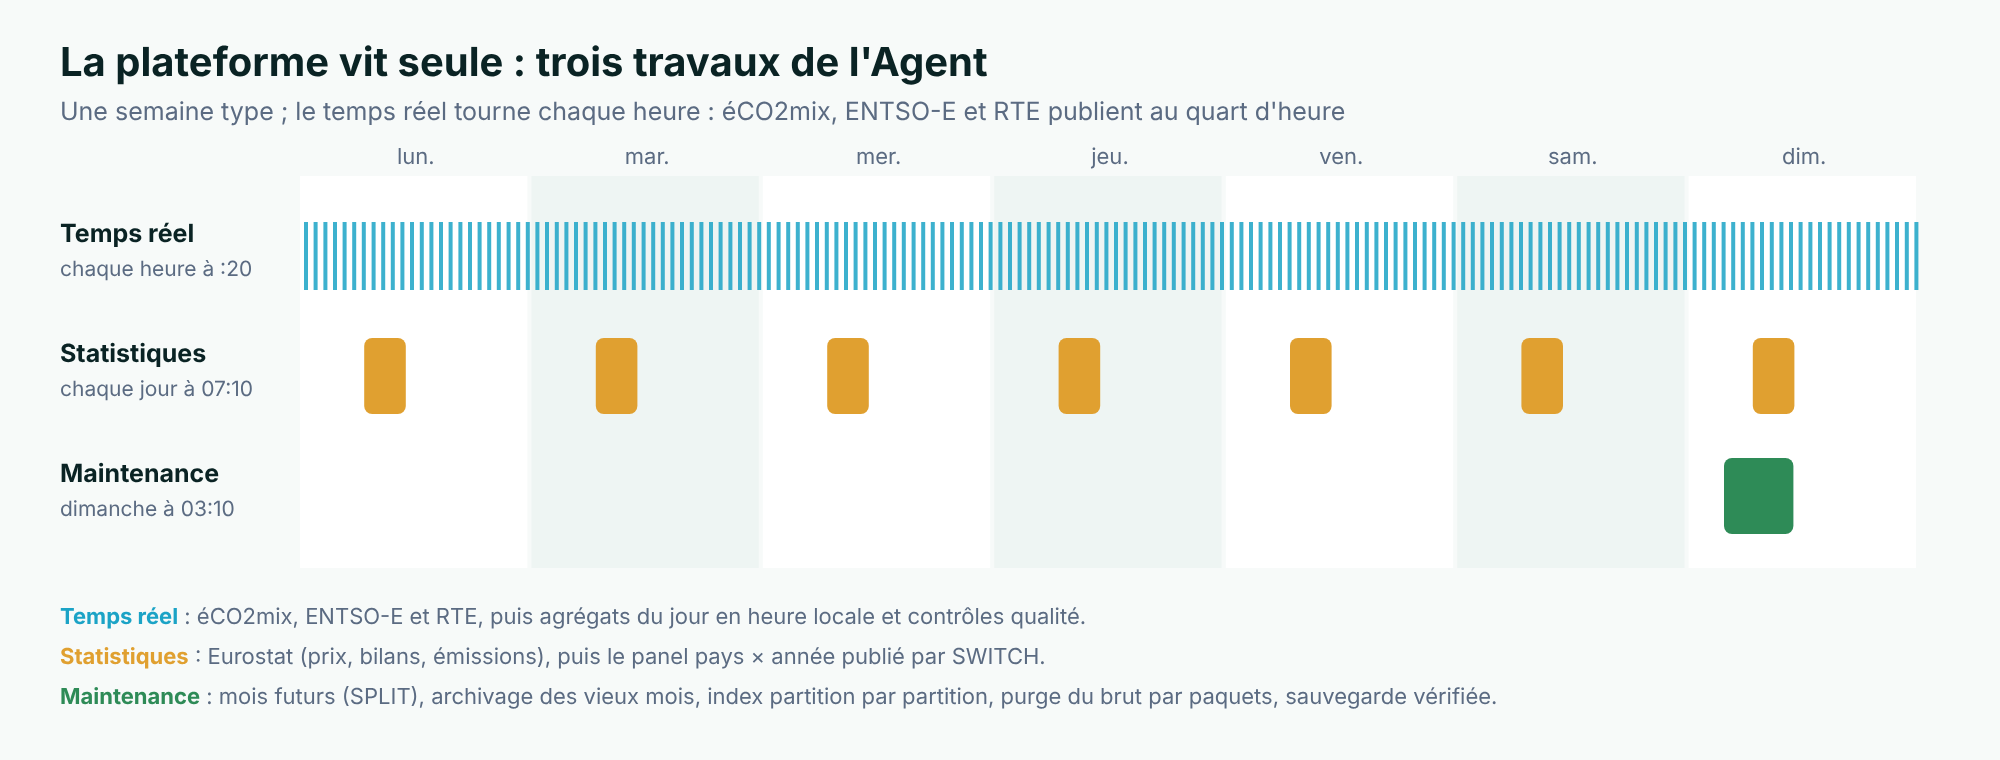 La plateforme vit seule : trois travaux de l'Agent
Une semaine type ; le temps réel tourne chaque heure : éCO2mix, ENTSO-E et RTE publient au quart d'heure
lun. mar. mer. jeu. ven. sam. dim.
Temps réel
chaque heure à :20
Statistiques
chaque jour à 07:10
Maintenance
dimanche à 03:10
Temps réel : éCO2mix, ENTSO-E et RTE, puis agrégats du jour en heure locale et contrôles qualité.
Statistiques : Eurostat (prix, bilans, émissions), puis le panel pays × année publié par SWITCH.
Maintenance : mois futurs (SPLIT), archivage des vieux mois, index partition par partition, purge du brut par paquets, sauvegarde vérifiée.